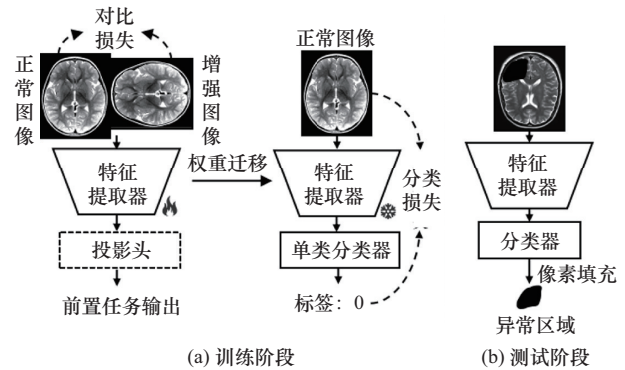 对比
损失
正常图像
增强图像
特征
提取器
投影头
前置任务输出
权重迁移
正常图像
特征
提取器
单类分类器
标签：0
分类
损失
(a) 训练阶段
特征
提取器
分类器
像素填充
异常区域
(b) 测试阶段